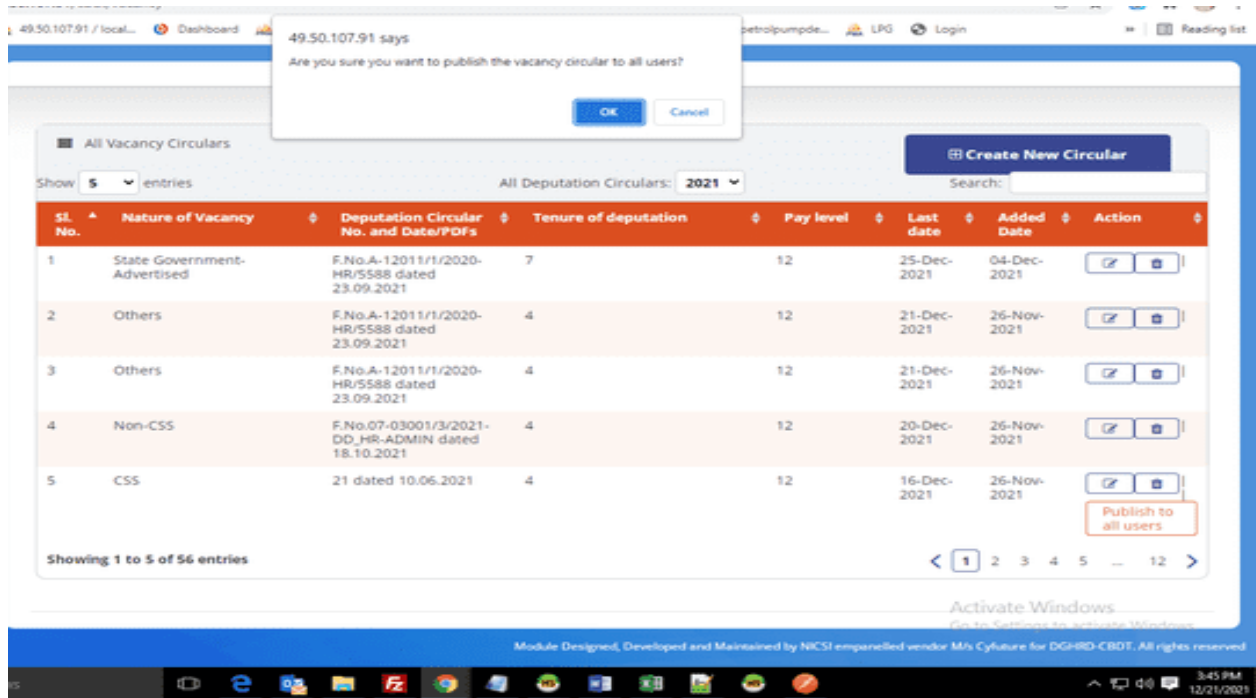 49.50.107.91 / local...
Dashboard
petrolpumpde...
LPG
Login
»
Reading list
49.50.107.91 says
Are you sure you want to publish the vacancy circular to all users?
OK
Cancel
All Vacancy Circulars
Create New Circular
Show 5 entries
All Deputation Circulars: 2021
Search:
Sl. No.
Nature of Vacancy
Deputation Circular No. and Date/PDFs
Tenure of deputation
Pay level
Last date
Added Date
Action
1
State Government-
Advertised
F.No.A-12011/1/2020-
HR/5588 dated
23.09.2021
7
12
25-Dec-
2021
04-Dec-
2021
2
Others
F.No.A-12011/1/2020-
HR/5588 dated
23.09.2021
4
12
21-Dec-
2021
26-Nov-
2021
3
Others
F.No.A-12011/1/2020-
HR/5588 dated
23.09.2021
4
12
21-Dec-
2021
26-Nov-
2021
4
Non-CSS
F.No.07-03001/3/2021-
DD_HR-ADMIN dated
18.10.2021
4
12
20-Dec-
2021
26-Nov-
2021
5
CSS
21 dated 10.06.2021
4
12
16-Dec-
2021
26-Nov-
2021
Publish to
all users
Showing 1 to 5 of 56 entries
1 2 3 4 5 ... 12
Activate Windows
Go to Settings to activate Windows.
Module Designed, Developed and Maintained by NICSI empanelled vendor M/s Cyfuture for DGHRD-CBDT. All rights reserved
3:45 PM
12/21/2021